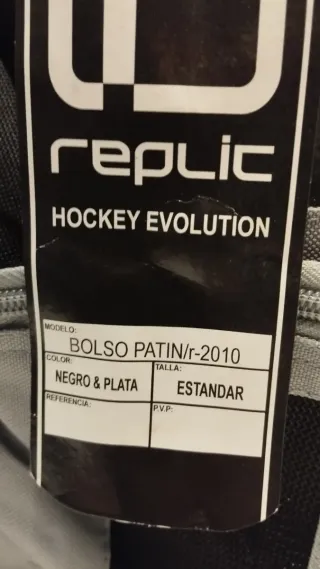 replic
HOCKEY EVOLUTION
MODELO:
BOLSO PATIN/r-2010
COLOR:
NEGRO & PLATA
TALLA:
ESTANDAR
REFERENCIA:
P.V.P: